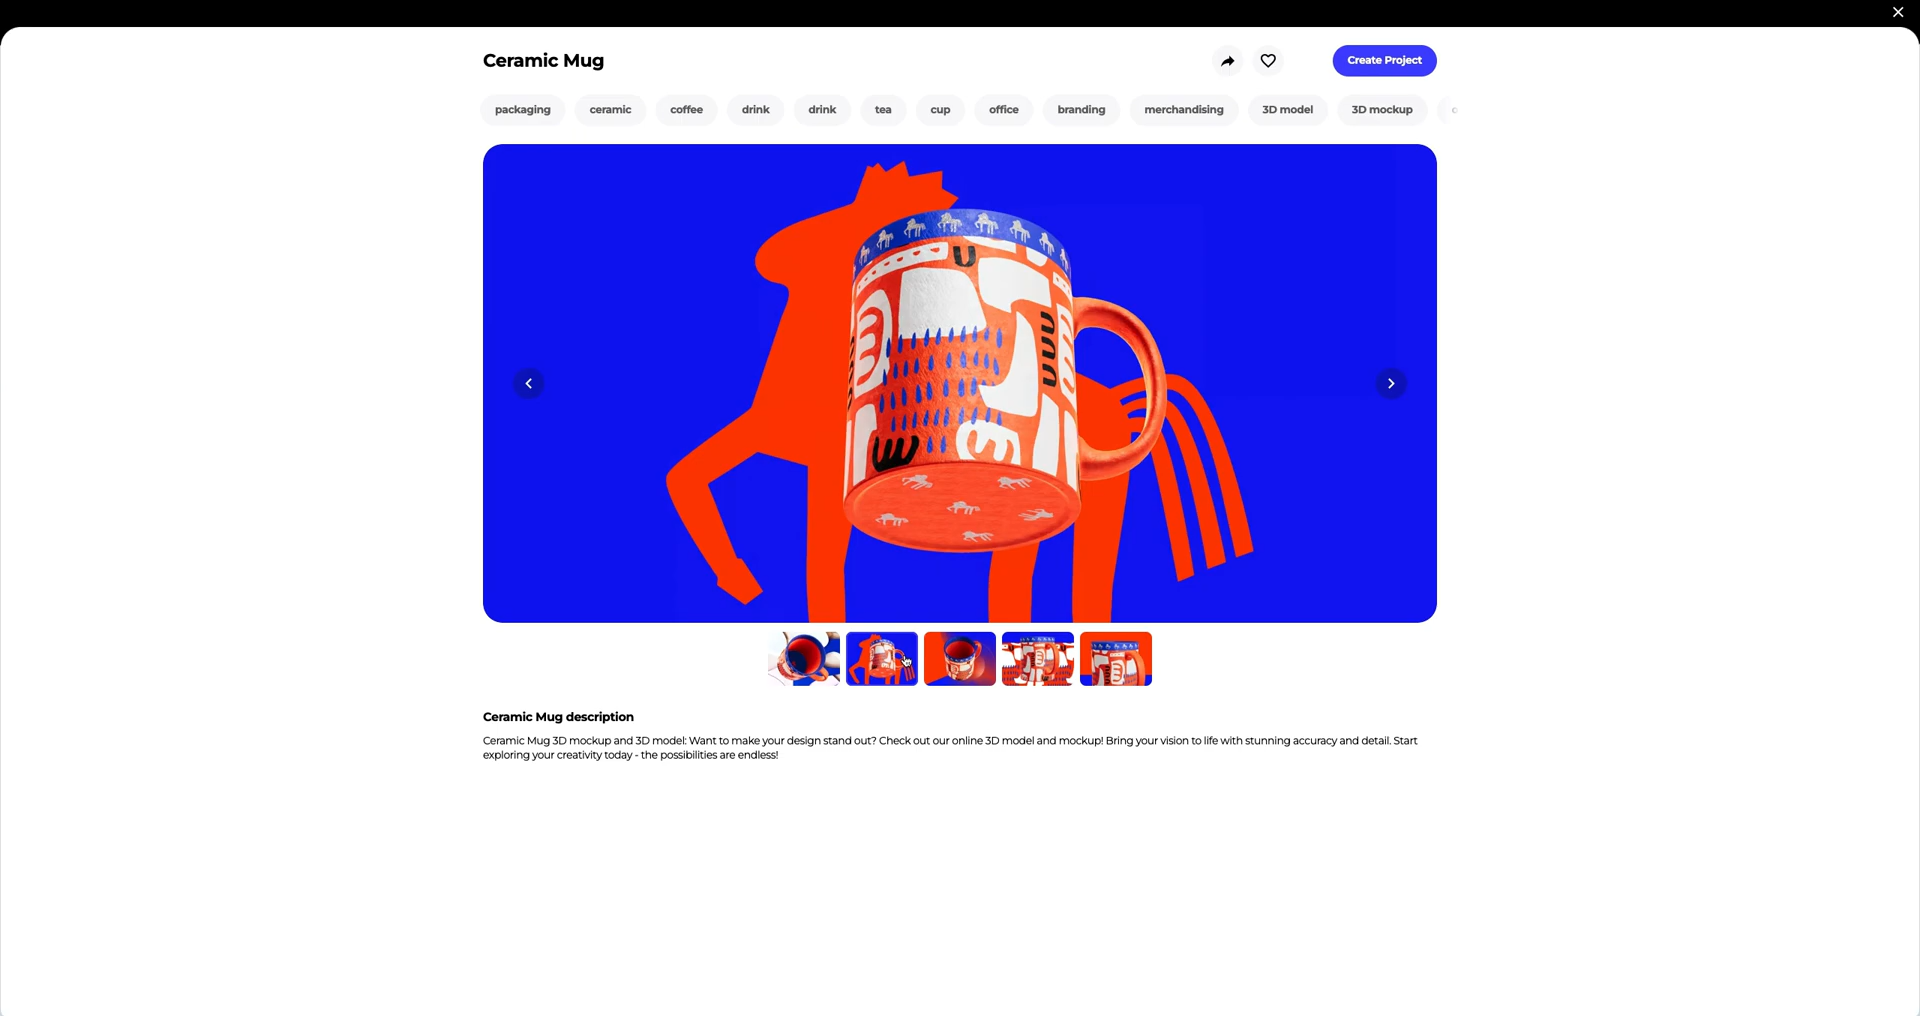 Ceramic Mug
Create Project
packaging ceramic coffee drink drink tea cup office branding merchandising 3D model 3D mockup
Ceramic Mug description
Ceramic Mug 3D mockup and 3D model: Want to make your design stand out? Check out our online 3D model and mockup! Bring your vision to life with stunning accuracy and detail. Start
exploring your creativity today - the possibilities are endless!